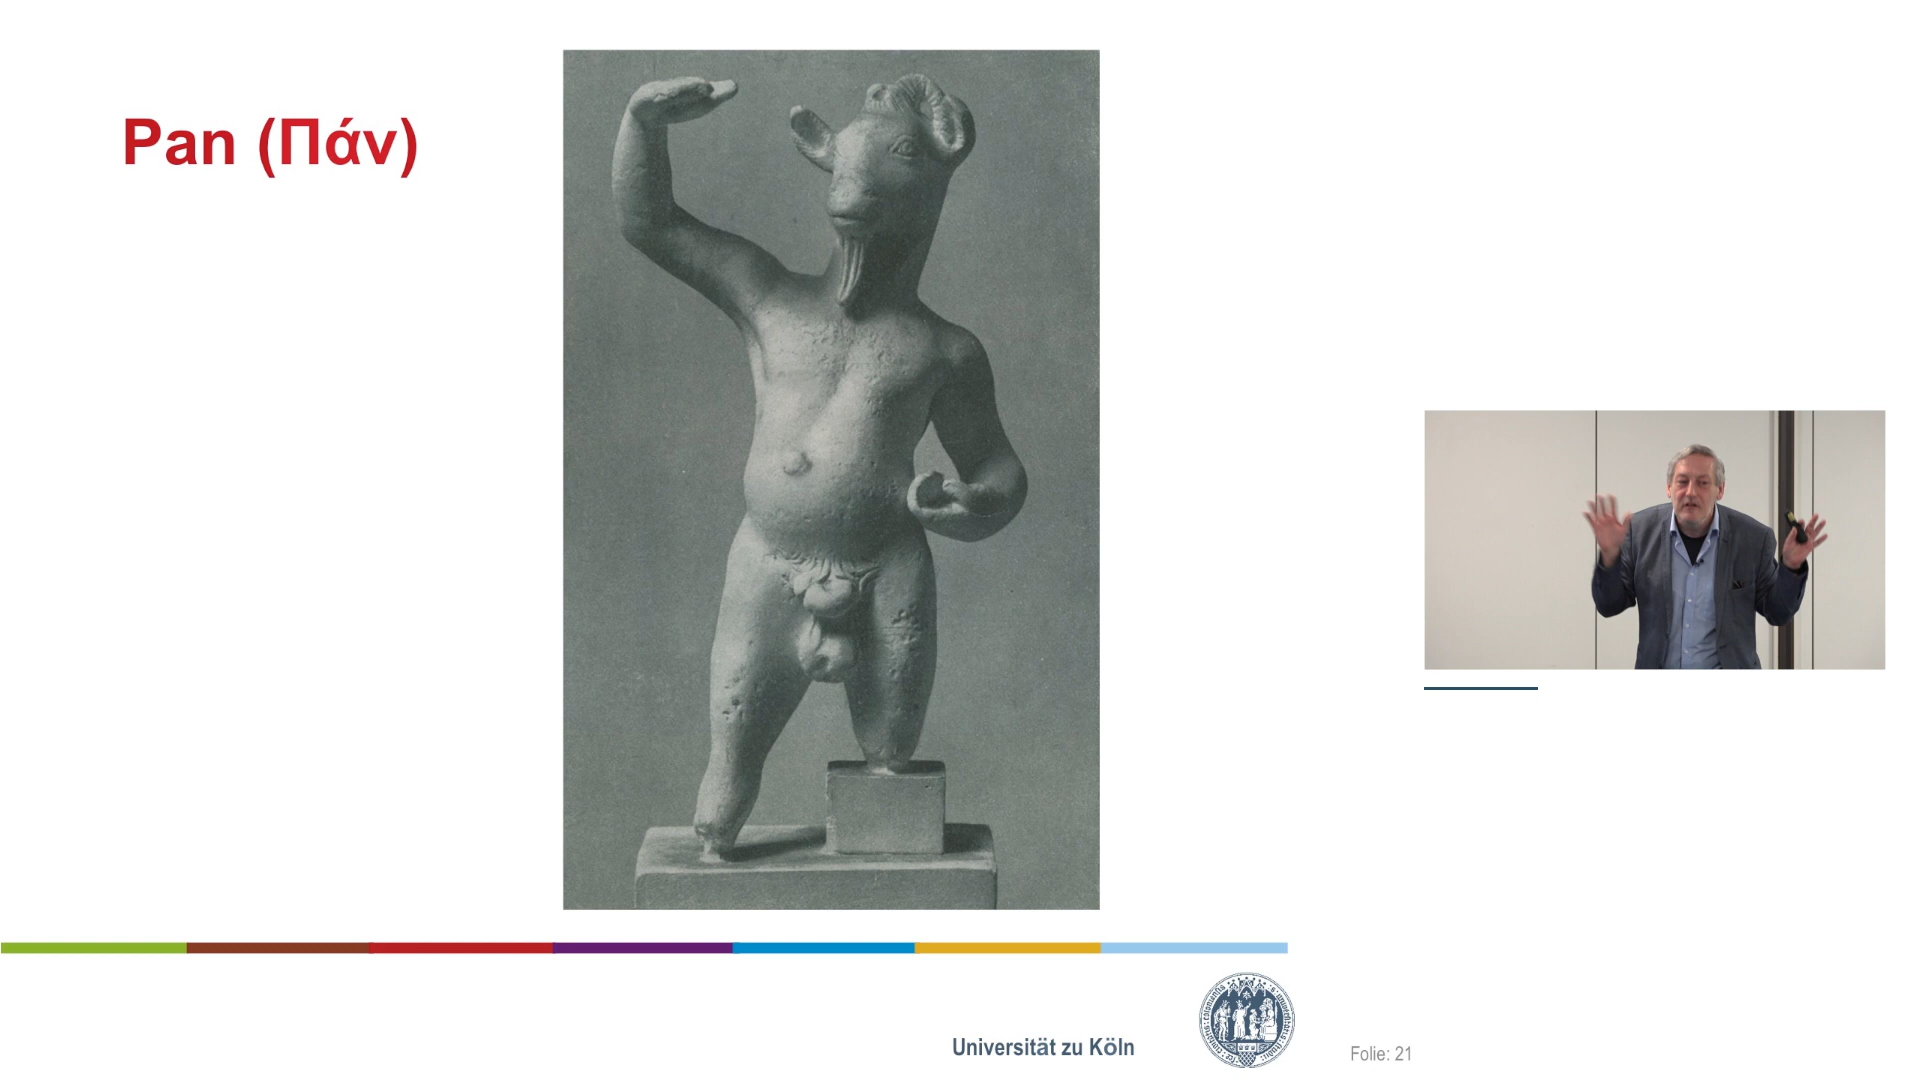 Pan (Πάν)
Universität zu Köln
Folie: 21